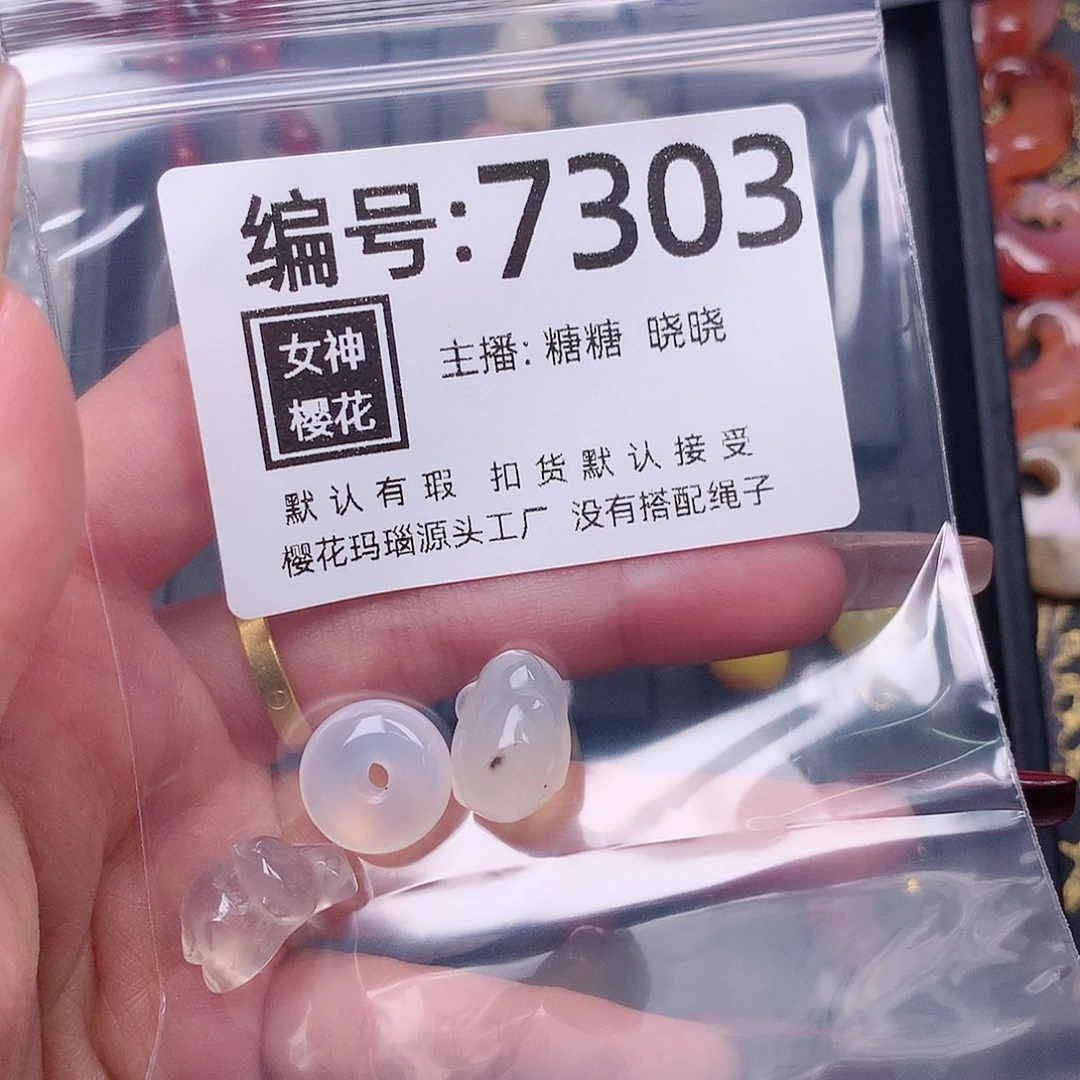 编号:7303
女神
樱花
主播: 糖糖 晓晓
默认有瑕 扣货默认接受
樱花玛瑙源头工厂 没有搭配绳子